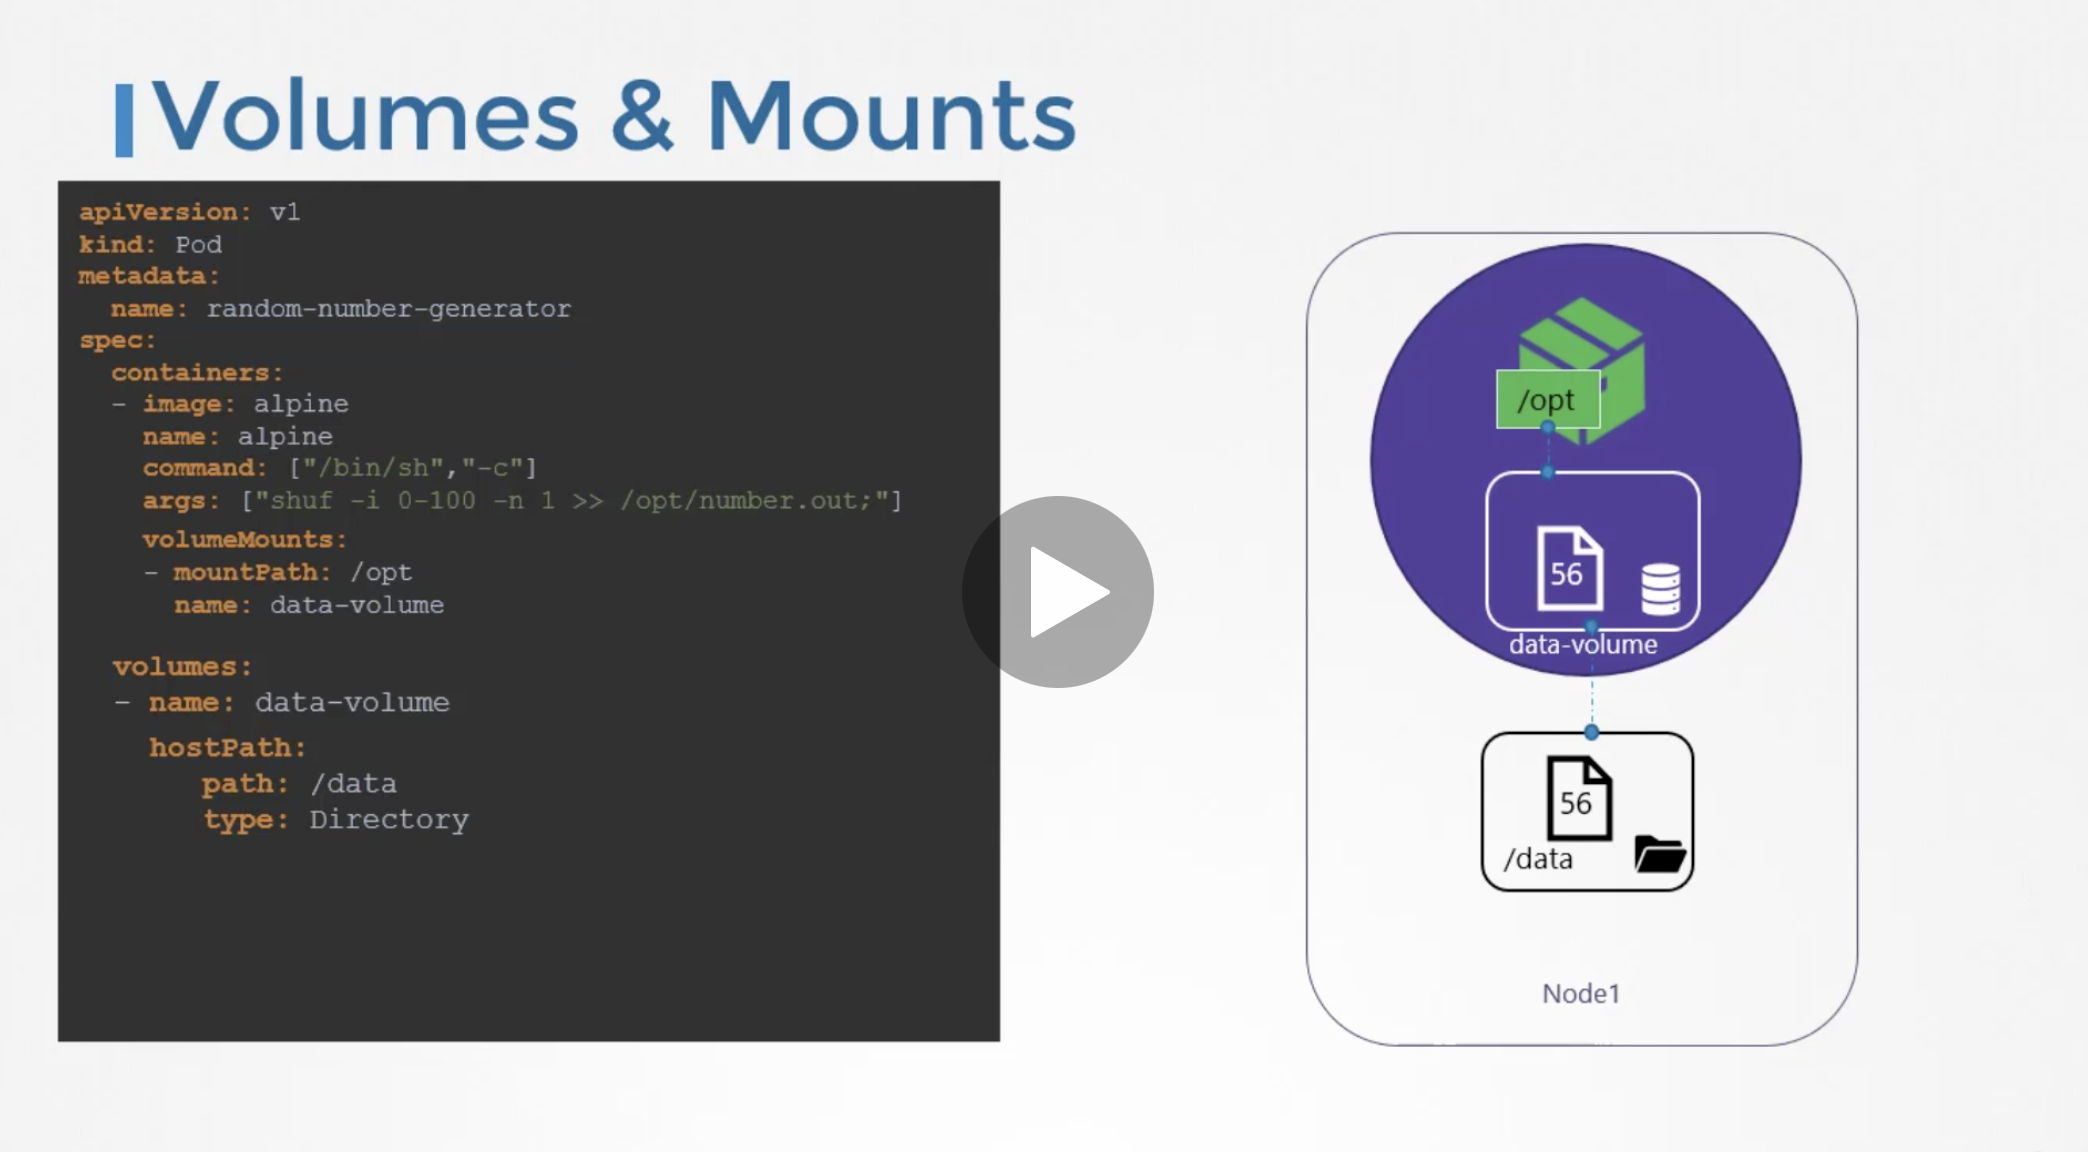 Volumes & Mounts
apiVersion: v1
kind: Pod
metadata:
  name: random-number-generator
spec:
  containers:
  - image: alpine
    name: alpine
    command: ["/bin/sh","-c"]
    args: ["shuf -i 0-100 -n 1 >> /opt/number.out;"]
    volumeMounts:
    - mountPath: /opt
      name: data-volume
  volumes:
  - name: data-volume
    hostPath:
        path: /data
        type: Directory
/opt
56
data-volume
56
/data
Node1